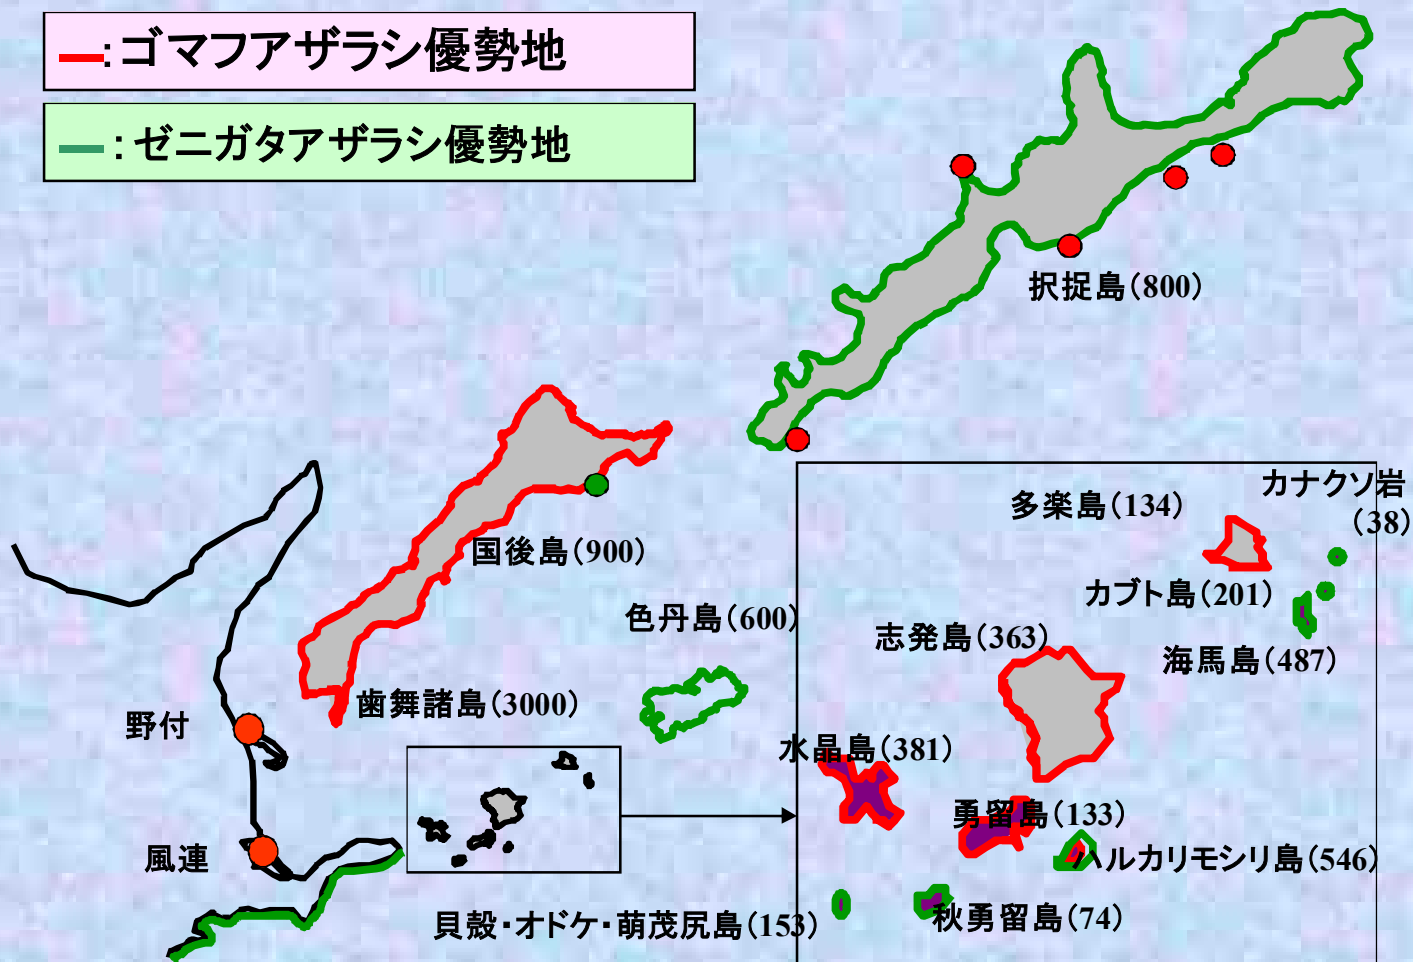 :ゴマフアザラシ優勢地
:ゼニガタアザラシ優勢地
択捉島(800)
カナクソ岩
(38)
多楽島(134)
国後島(900)
カブト島(201)
色丹島(600)
志発島(363)
海馬島(487)
歯舞諸島(3000)
野付
水晶島(381)
勇留島(133)
風連
ハルカリモシリ島(546)
貝殻・オドケ・萌茂尻島(153)
秋勇留島(74)